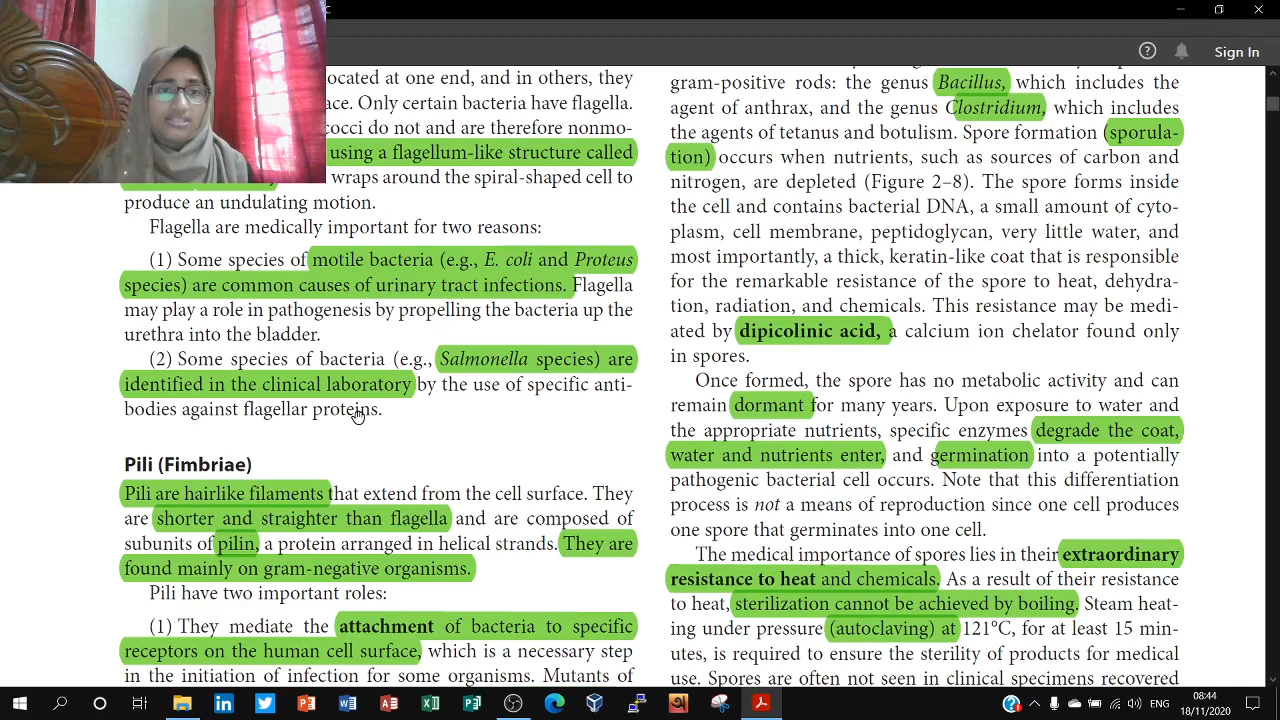 Sign In
ocated at one end, and in others, they
ace. Only certain bacteria have flagella.
cocci do not and are therefore nonmo-
using a flagellum-like structure called
wraps around the spiral-shaped cell to
produce an undulating motion.
Flagella are medically important for two reasons:
(1) Some species of motile bacteria (e.g., E. coli and Proteus
species) are common causes of urinary tract infections. Flagella
may play a role in pathogenesis by propelling the bacteria up the
urethra into the bladder.
(2) Some species of bacteria (e.g., Salmonella species) are
identified in the clinical laboratory by the use of specific anti-
bodies against flagellar proteins.
Pili (Fimbriae)
Pili are hairlike filaments that extend from the cell surface. They
are shorter and straighter than flagella and are composed of
subunits of pilin, a protein arranged in helical strands. They are
found mainly on gram-negative organisms.
Pili have two important roles:
(1) They mediate the attachment of bacteria to specific
receptors on the human cell surface, which is a necessary step
in the initiation of infection for some organisms. Mutants of
gram-positive rods: the genus Bacillus, which includes the
agent of anthrax, and the genus Clostridium, which includes
the agents of tetanus and botulism. Spore formation (sporula-
tion) occurs when nutrients, such as sources of carbon and
nitrogen, are depleted (Figure 2–8). The spore forms inside
the cell and contains bacterial DNA, a small amount of cyto-
plasm, cell membrane, peptidoglycan, very little water, and
most importantly, a thick, keratin-like coat that is responsible
for the remarkable resistance of the spore to heat, dehydra-
tion, radiation, and chemicals. This resistance may be medi-
ated by dipicolinic acid, a calcium ion chelator found only
in spores.
Once formed, the spore has no metabolic activity and can
remain dormant for many years. Upon exposure to water and
the appropriate nutrients, specific enzymes degrade the coat,
water and nutrients enter, and germination into a potentially
pathogenic bacterial cell occurs. Note that this differentiation
process is not a means of reproduction since one cell produces
one spore that germinates into one cell.
The medical importance of spores lies in their extraordinary
resistance to heat and chemicals. As a result of their resistance
to heat, sterilization cannot be achieved by boiling. Steam heat-
ing under pressure (autoclaving) at 121°C, for at least 15 min-
utes, is required to ensure the sterility of products for medical
use. Spores are often not seen in clinical specimens recovered
ENG
08:44
18/11/2020